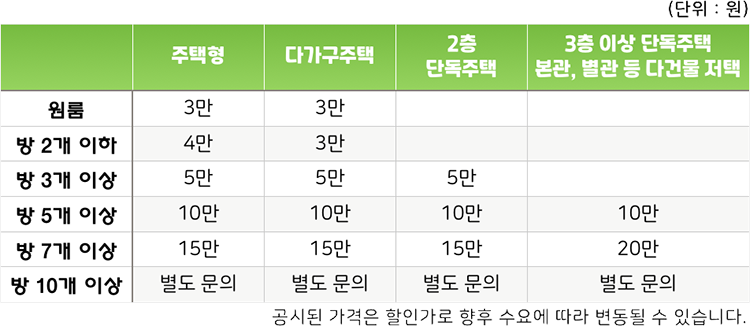 (단위 : 원)
주택형 다가구주택 2층 단독주택 3층 이상 단독주택 본관, 별관 등 다건물 저택
원룸 3만 3만
방 2개 이하 4만 3만
방 3개 이상 5만 5만 5만
방 5개 이상 10만 10만 10만 10만
방 7개 이상 15만 15만 15만 20만
방 10개 이상 별도 문의 별도 문의 별도 문의 별도 문의
공시된 가격은 할인가로 향후 수요에 따라 변동될 수 있습니다.